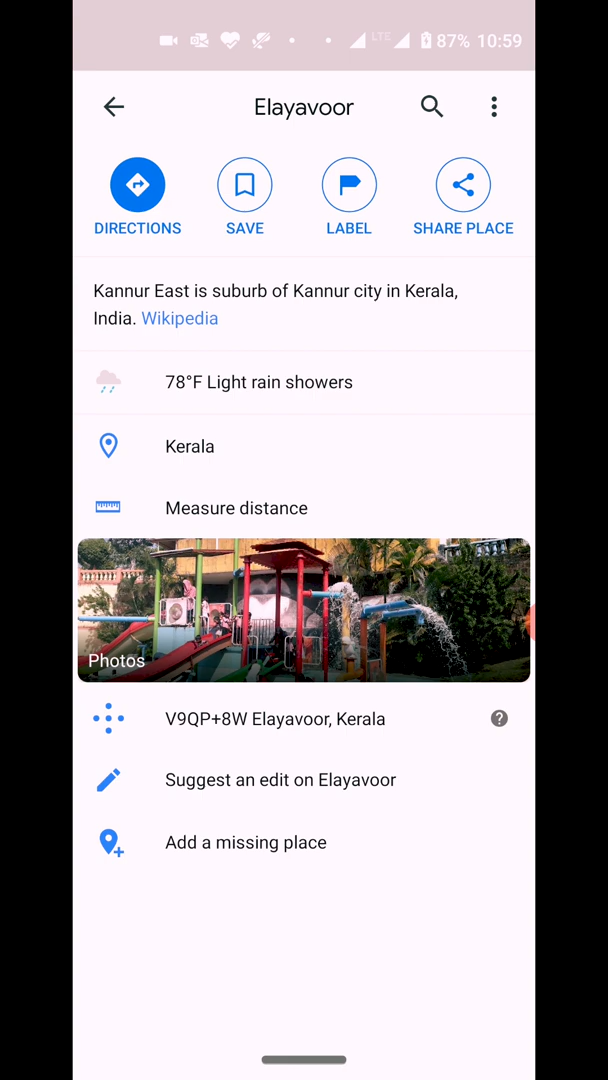 LTE 87% 10:59
Elayavoor
DIRECTIONS SAVE LABEL SHARE PLACE
Kannur East is suburb of Kannur city in Kerala,
India. Wikipedia
78°F Light rain showers
Kerala
Measure distance
Photos
V9QP+8W Elayavoor, Kerala ?
Suggest an edit on Elayavoor
Add a missing place